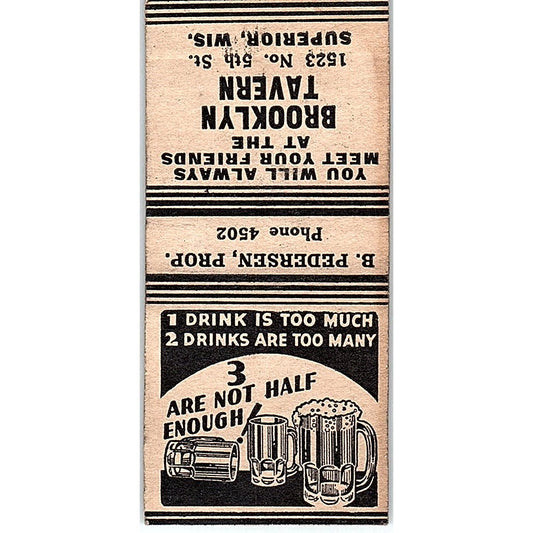 YOU WILL ALWAYS
MEET YOUR FRIENDS
AT THE
BROOKLYN
TAVERN
1523 No. 5th St.
SUPERIOR, WIS.
B. PEDERSEN, PROP.
Phone 4502
1 DRINK IS TOO MUCH
2 DRINKS ARE TOO MANY
3
ARE NOT HALF
ENOUGH!